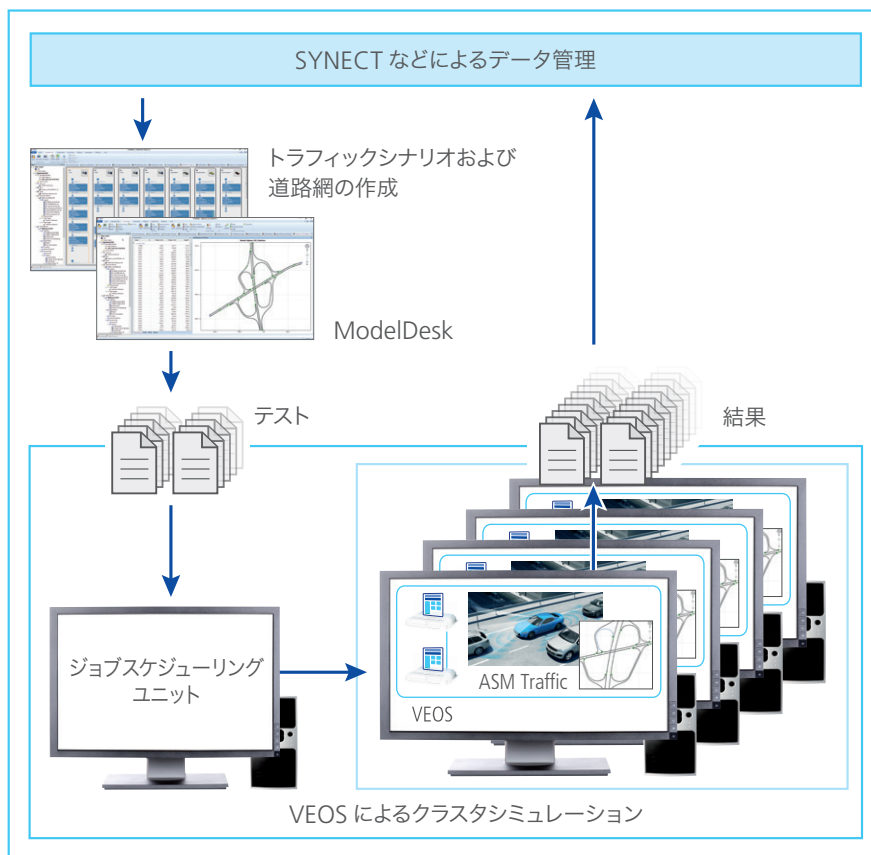 SYNECT などによるデータ管理
トラフィックシナリオおよび
道路網の作成
ModelDesk
テスト
結果
ジョブスケジューリング
ユニット
ASM Traffic
VEOS
VEOS によるクラスタシミュレーション